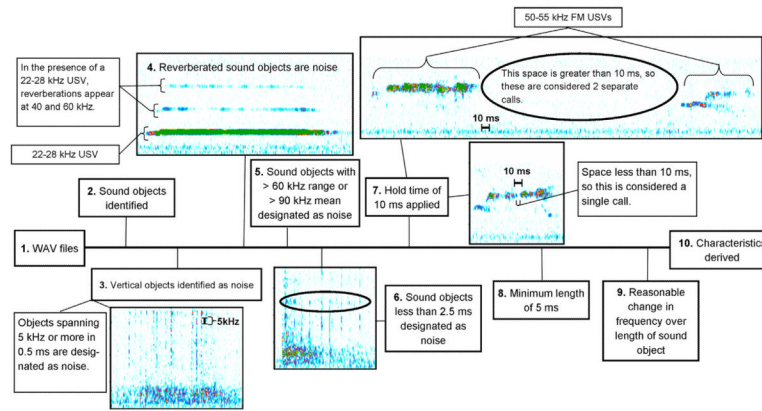 50-55 kHz FM USVs
In the presence of a
22-28 kHz USV,
reverberations appear
at 40 and 60 kHz.
4. Reverberated sound objects are noise
22-28 kHz USV
This space is greater than 10 ms, so
these are considered 2 separate
calls.
10 ms
2. Sound objects
identified
5. Sound objects with
> 60 kHz range or
> 90 kHz mean
designated as noise
7. Hold time of
10 ms applied
10 ms
Space less than 10 ms,
so this is considered a
single call.
1. WAV files
10. Characteristics
derived
3. Vertical objects identified as noise
Objects spanning
5 kHz or more in
0.5 ms are desig-
nated as noise.
5kHz
6. Sound objects
less than 2.5 ms
designated as
noise
8. Minimum length
of 5 ms
9. Reasonable
change in
frequency over
length of sound
object